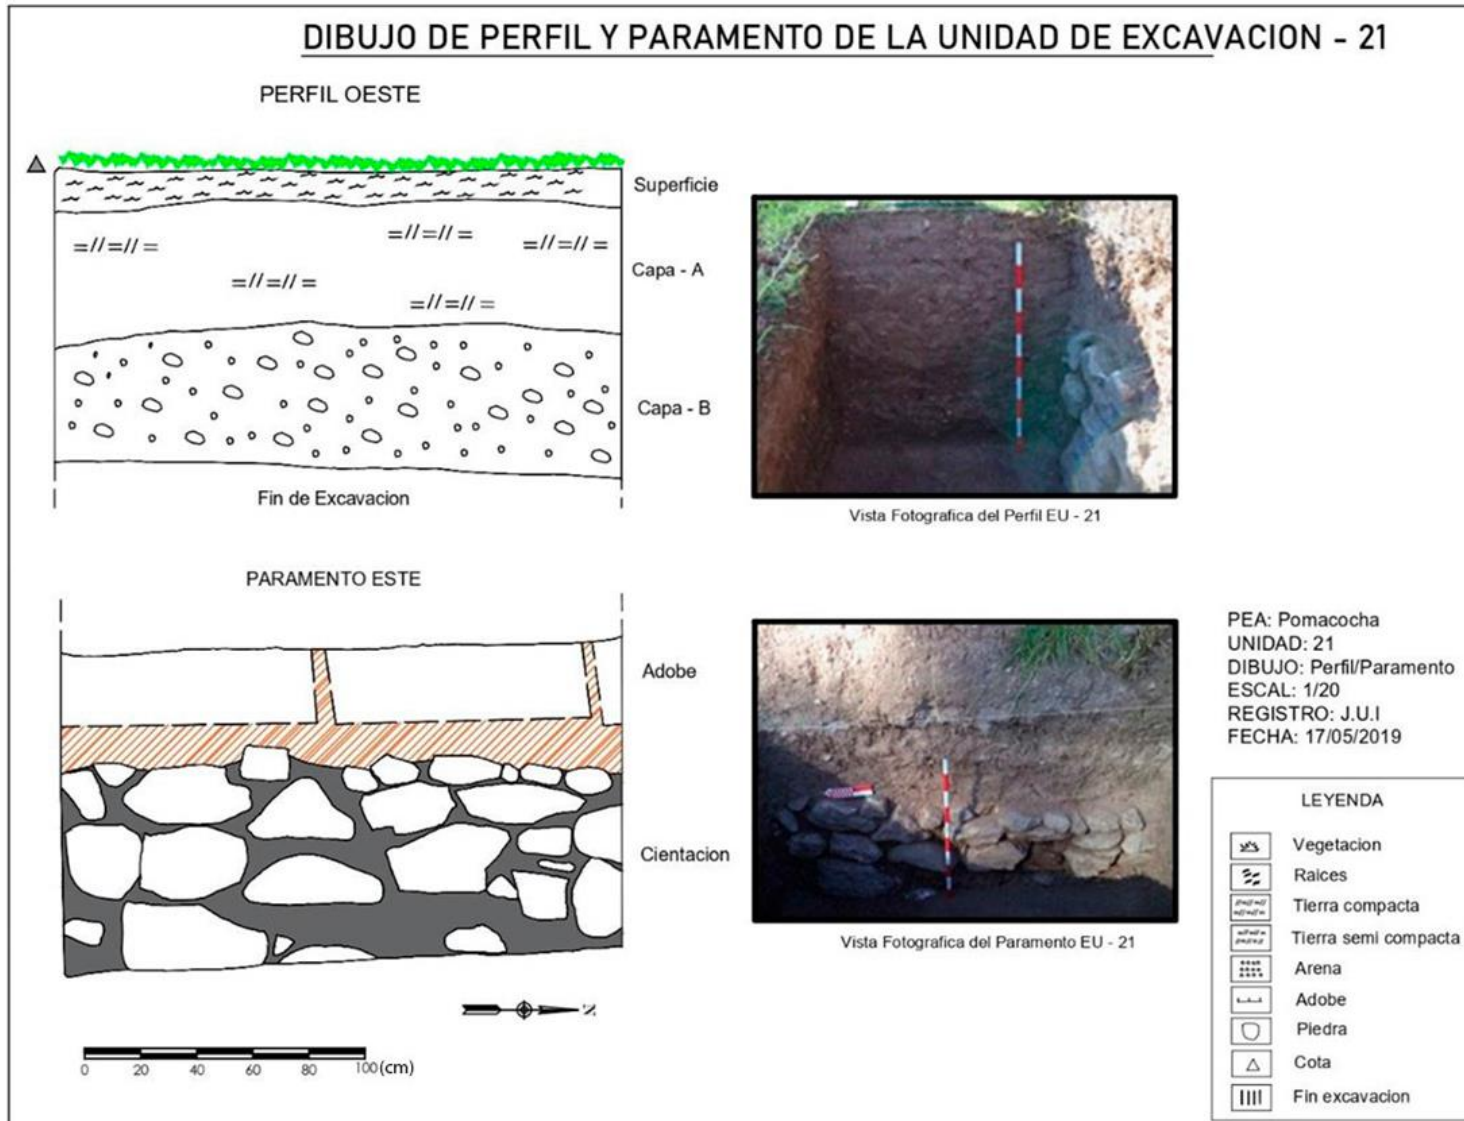 DIBUJO DE PERFIL Y PARAMENTO DE LA UNIDAD DE EXCAVACION - 21
PERFIL OESTE
Superficie
Capa - A
Capa - B
Fin de Excavacion
Vista Fotografica del Perfil EU - 21
PARAMENTO ESTE
Adobe
Cientacion
Vista Fotografica del Paramento EU - 21
PEA: Pomacocha
UNIDAD: 21
DIBUJO: Perfil/Paramento
ESCAL: 1/20
REGISTRO: J.U.I
FECHA: 17/05/2019
LEYENDA
Vegetacion
Raices
Tierra compacta
Tierra semi compacta
Arena
Adobe
Piedra
Cota
Fin excavacion
N
0 20 40 60 80 100 (cm)